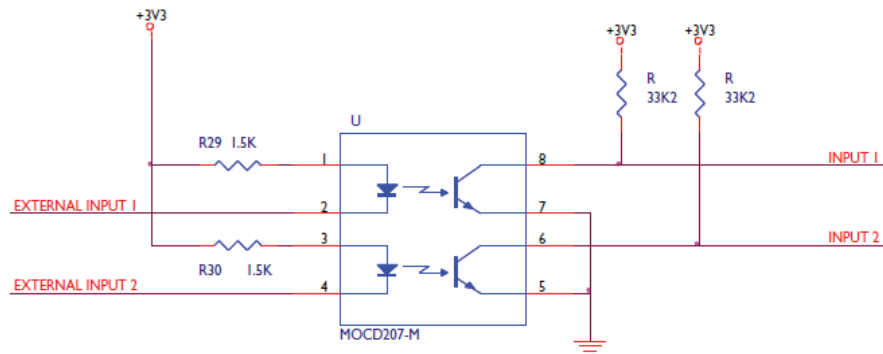 +3V3
+3V3 +3V3
R
33K2
R
33K2
U
R29 1.5K
1
8
INPUT 1
EXTERNAL INPUT 1
2
7
3
6
INPUT 2
R30 1.5K
EXTERNAL INPUT 2
4
5
MOCD207-M